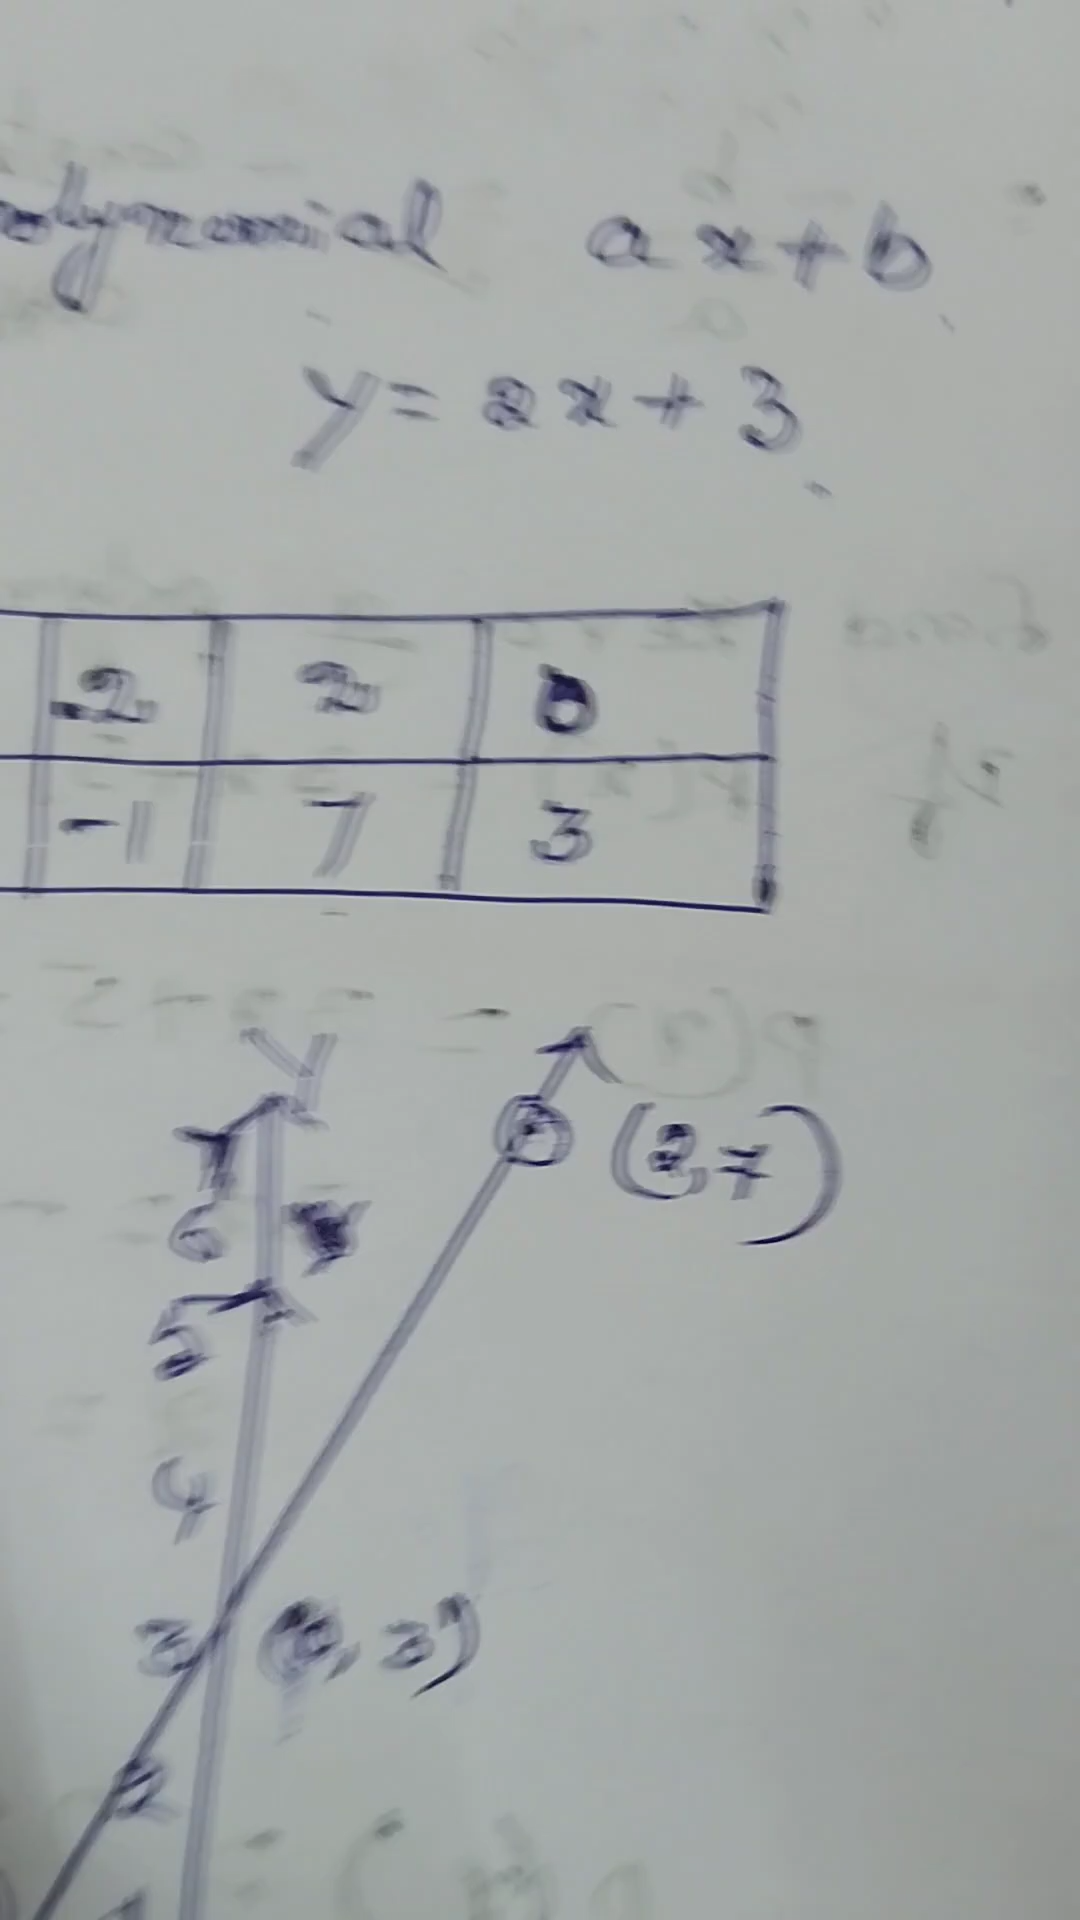 olynomial ax+b
y = 2x + 3
-2 2 0
-1 7 3
Y
7 (2,7)
6
5
4
3 (0, 3)
2